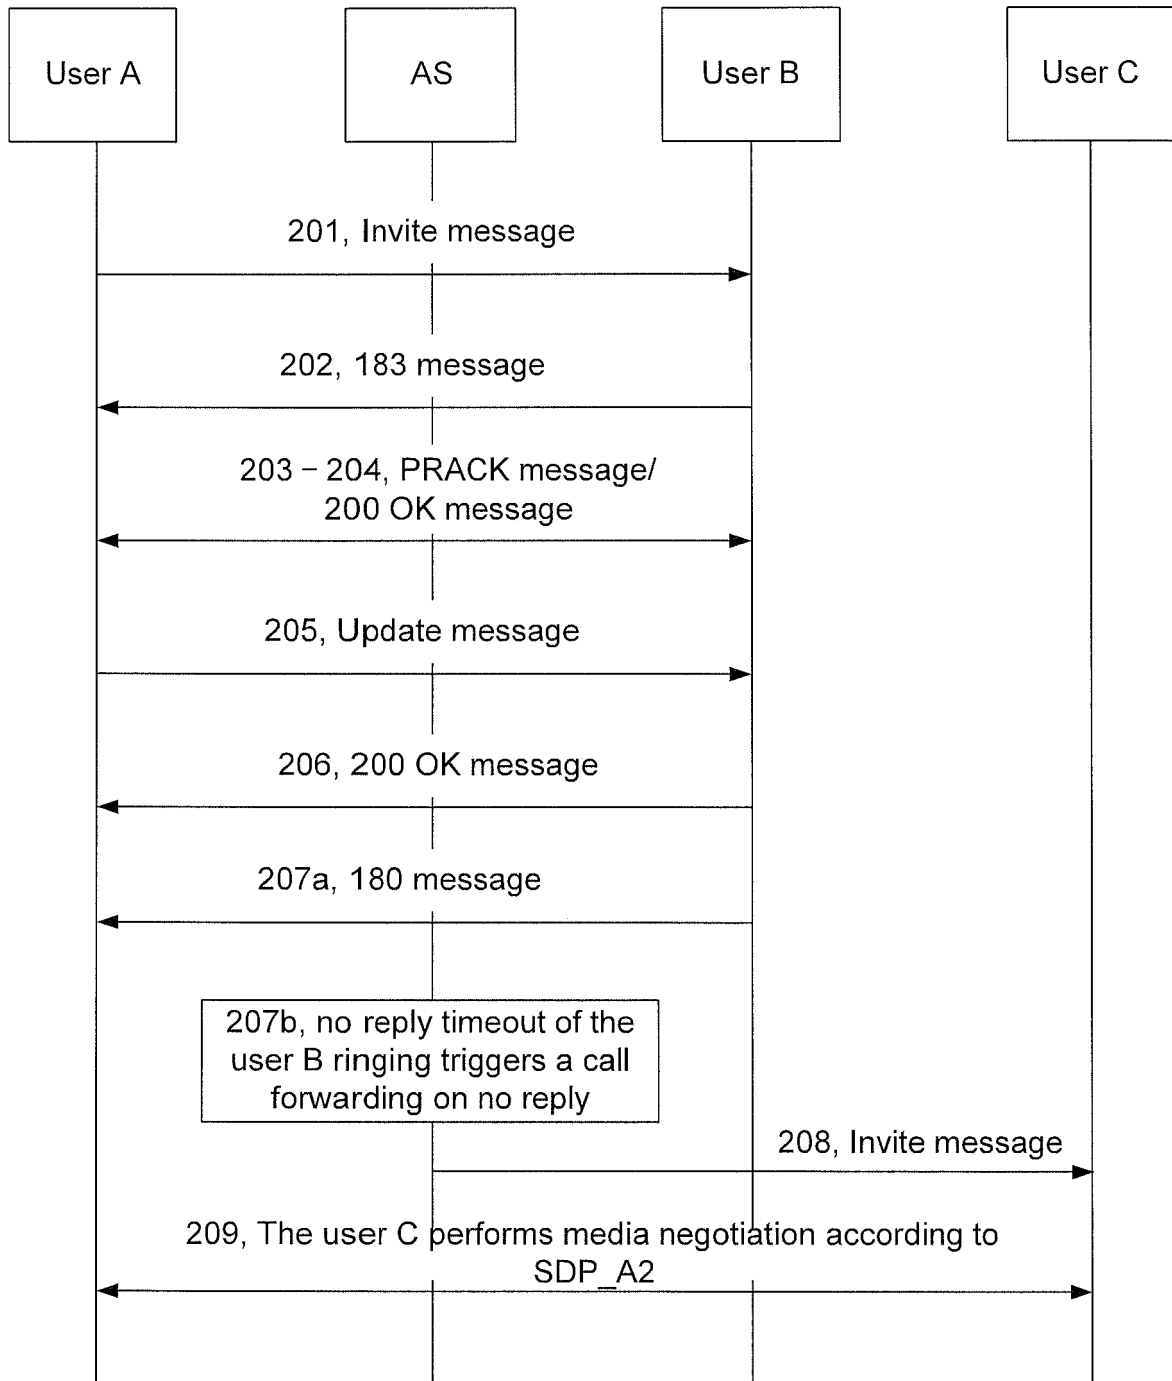 User A
AS
User B
User C
201, Invite message
202, 183 message
203 – 204, PRACK message/
200 OK message
205, Update message
206, 200 OK message
207a, 180 message
207b, no reply timeout of the
user B ringing triggers a call
forwarding on no reply
208, Invite message
209, The user C performs media negotiation according to
SDP_A2